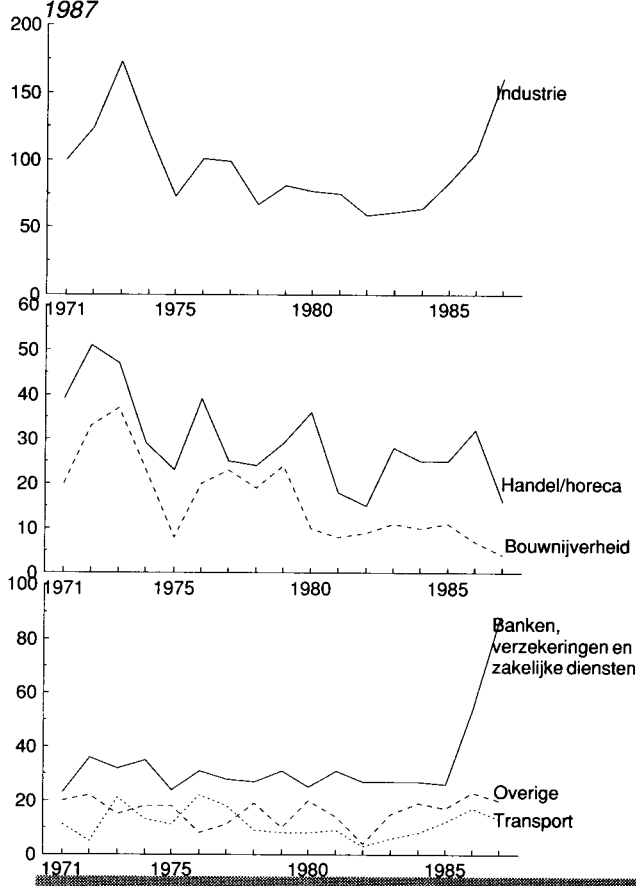 1987
200
150
Industrie
100
50
0
1971 1975 1980 1985
60
50
40
30
20
Handel/horeca
10
Bouwnijverheid
0
1971 1975 1980 1985
100
Banken,
80
verzekeringen en
zakelijke diensten
60
40
20
Overige
Transport
0
1971 1975 1980 1985